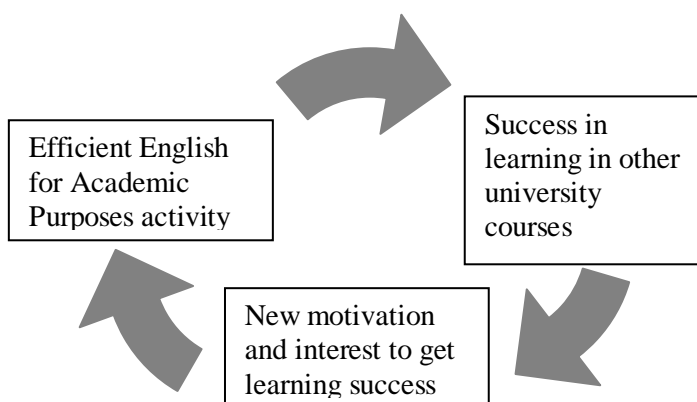 Efficient English
for Academic
Purposes activity
Success in
learning in other
university
courses
New motivation
and interest to get
learning success